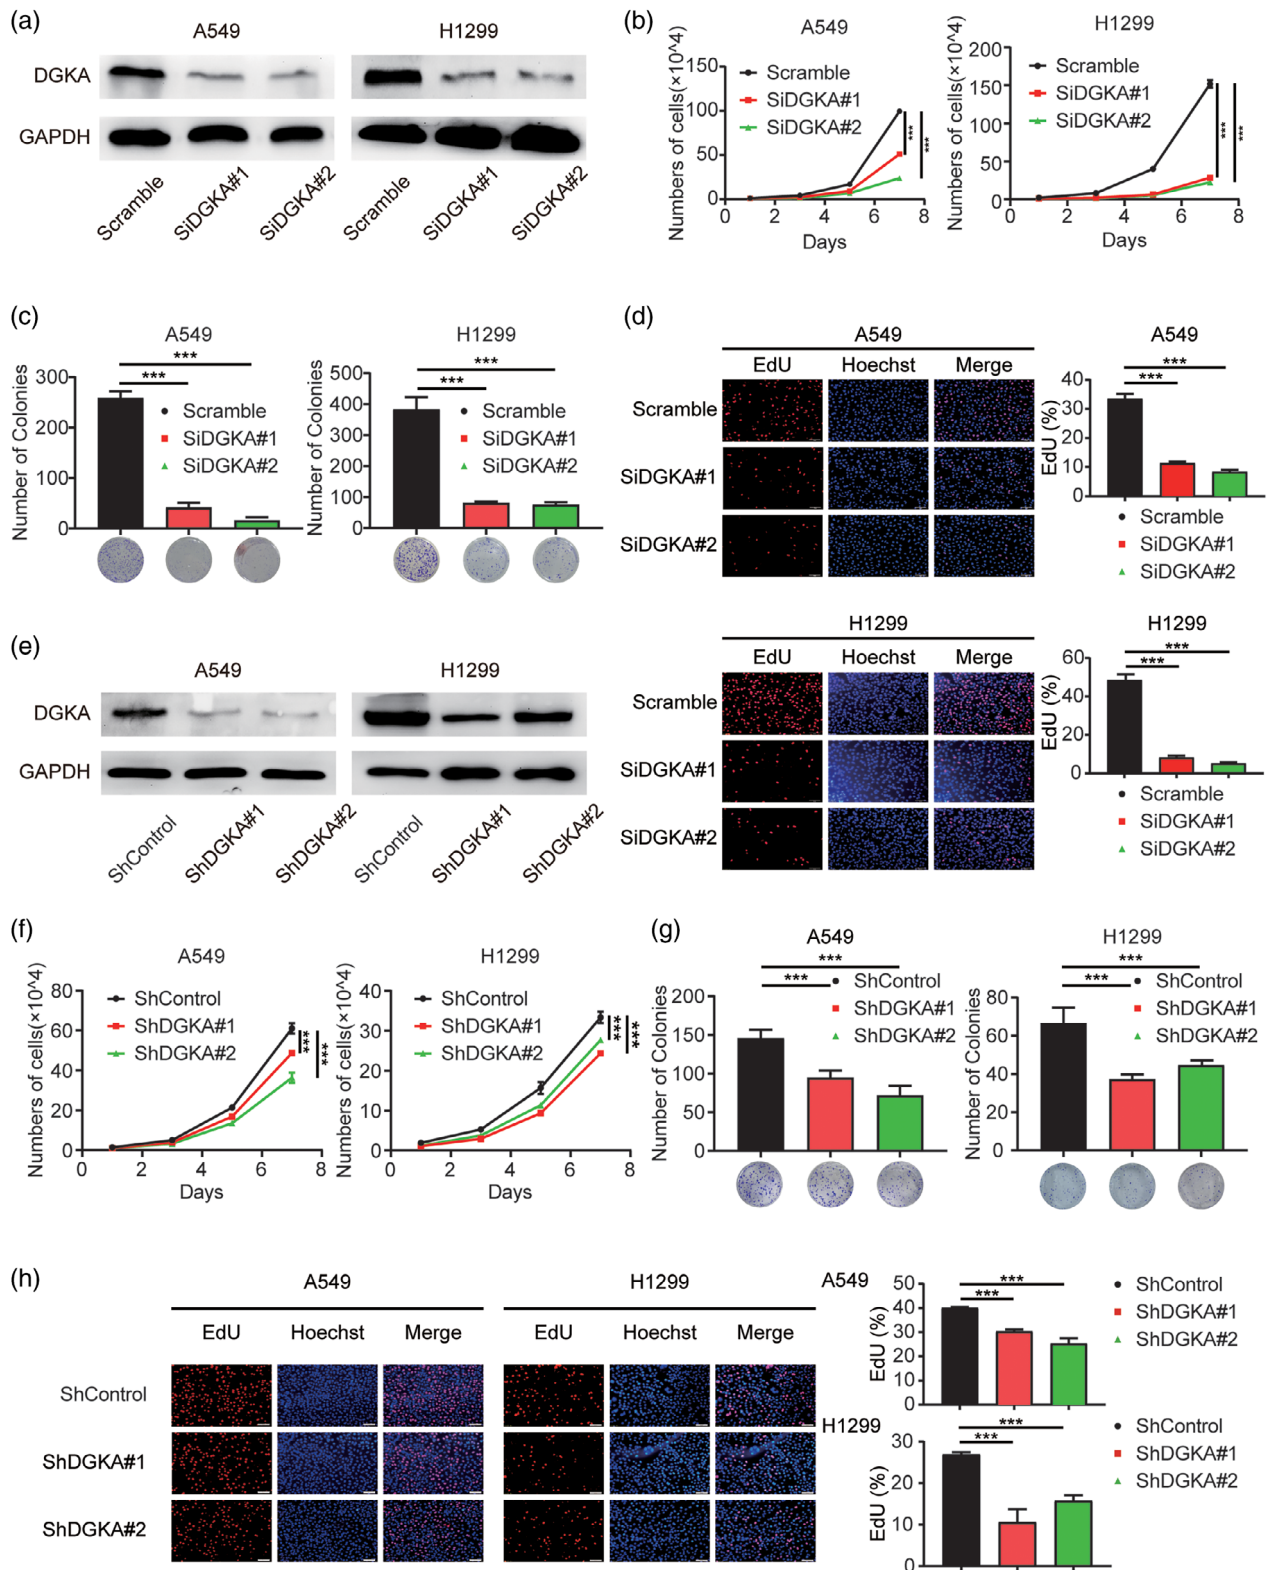 (a)
A549
H1299
DGKA
GAPDH
Scramble
SiDGKA#1
SiDGKA#2
Scramble
SiDGKA#1
SiDGKA#2
(b)
A549
Numbers of cells(×10^4)
150
100
50
0
0 2 4 6 8
Days
Scramble
SiDGKA#1
SiDGKA#2
***
***
H1299
Numbers of cells(×10^4)
200
150
100
50
0
0 2 4 6 8
Days
Scramble
SiDGKA#1
SiDGKA#2
***
***
(c)
A549
***
***
Number of Colonies
300
200
100
0
Scramble
SiDGKA#1
SiDGKA#2
H1299
***
***
Number of Colonies
500
400
300
200
100
0
Scramble
SiDGKA#1
SiDGKA#2
(d)
A549
EdU Hoechst Merge
Scramble
SiDGKA#1
SiDGKA#2
A549
***
***
EdU (%)
40
30
20
10
0
Scramble
SiDGKA#1
SiDGKA#2
H1299
EdU Hoechst Merge
Scramble
SiDGKA#1
SiDGKA#2
H1299
***
***
EdU (%)
60
40
20
0
Scramble
SiDGKA#1
SiDGKA#2
(e)
A549
H1299
DGKA
GAPDH
ShControl
ShDGKA#1
ShDGKA#2
ShControl
ShDGKA#1
ShDGKA#2
(f)
A549
Numbers of cells(×10^4)
80
60
40
20
0
0 2 4 6 8
Days
ShControl
ShDGKA#1
ShDGKA#2
***
***
H1299
Numbers of cells(×10^4)
40
30
20
10
0
0 2 4 6 8
Days
ShControl
ShDGKA#1
ShDGKA#2
***
***
(g)
A549
***
***
Number of Colonies
200
150
100
50
0
ShControl
ShDGKA#1
ShDGKA#2
H1299
***
***
Number of Colonies
80
60
40
20
0
ShControl
ShDGKA#1
ShDGKA#2
(h)
A549
H1299
EdU Hoechst Merge
EdU Hoechst Merge
ShControl
ShDGKA#1
ShDGKA#2
A549
***
***
EdU (%)
50
40
30
20
10
0
ShControl
ShDGKA#1
ShDGKA#2
H1299
***
***
EdU (%)
30
20
10
0
ShControl
ShDGKA#1
ShDGKA#2